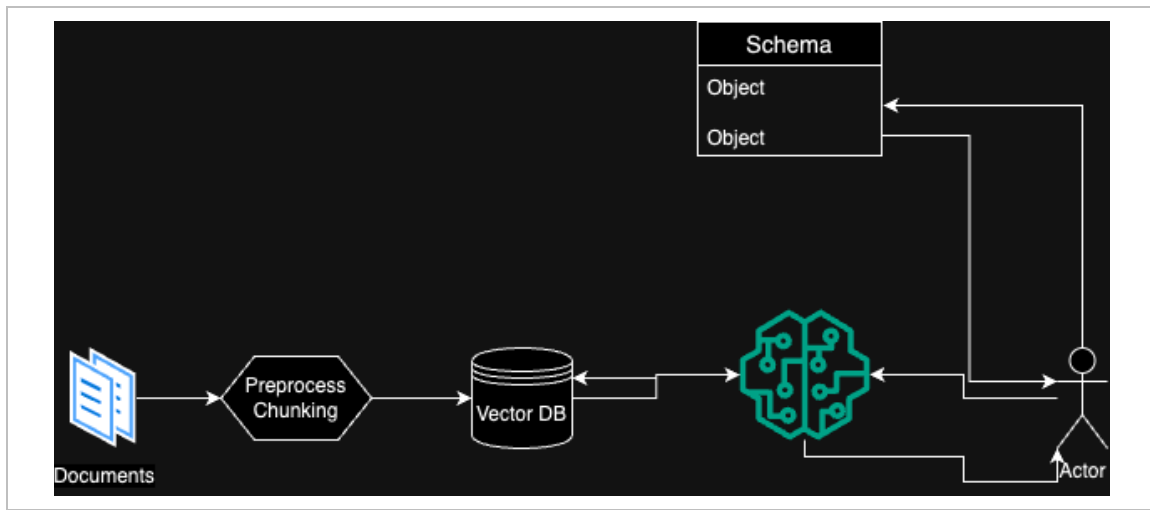 Schema
Object
Object
Preprocess
Chunking
Vector DB
Documents
Actor